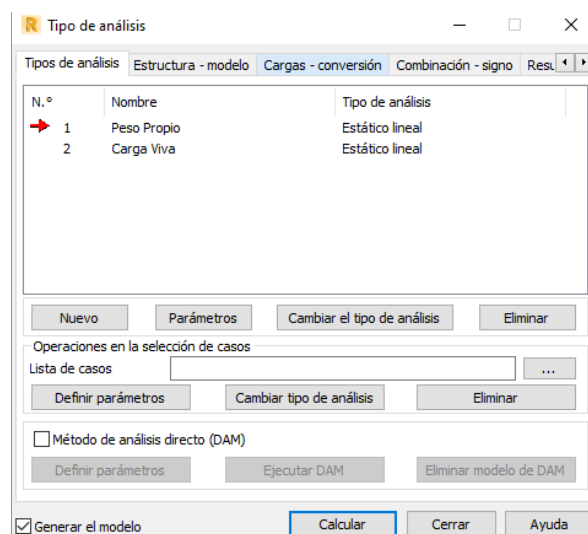 R Tipo de análisis
Tipos de análisis Estructura - modelo Cargas - conversión Combinación - signo
N.º Nombre Tipo de análisis
1 Peso Propio Estático lineal
2 Carga Viva Estático lineal
Nuevo Parámetros Cambiar el tipo de análisis Eliminar
Operaciones en la selección de casos
Lista de casos ...
Definir parámetros Cambiar tipo de análisis Eliminar
Método de análisis directo (DAM)
Definir parámetros Ejecutar DAM Eliminar modelo de DAM
Generar el modelo Calcular Cerrar Ayuda